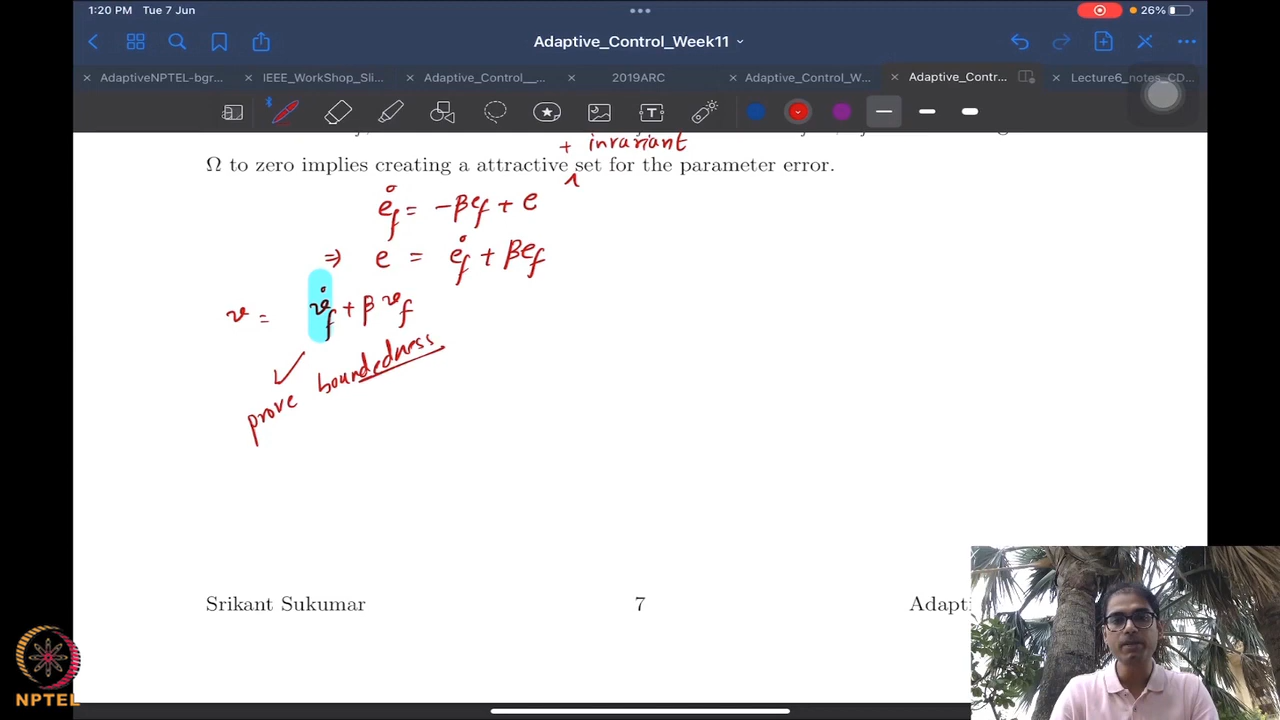 1:20 PM Tue 7 Jun
26%
Adaptive_Control_Week11
AdaptiveNPTEL-bgr...
IEEE_WorkShop_Sli...
Adaptive_Control__...
2019ARC
Adaptive_Control_W...
Adaptive_Contr...
Lecture6_notes_CD...
+ invariant
Ω to zero implies creating a attractive set for the parameter error.
ė_f = -βe_f + e
⇒ e = ė_f + βe_f
v = v̇_f + βv_f
prove boundedness
Srikant Sukumar
7
Adapti
NPTEL